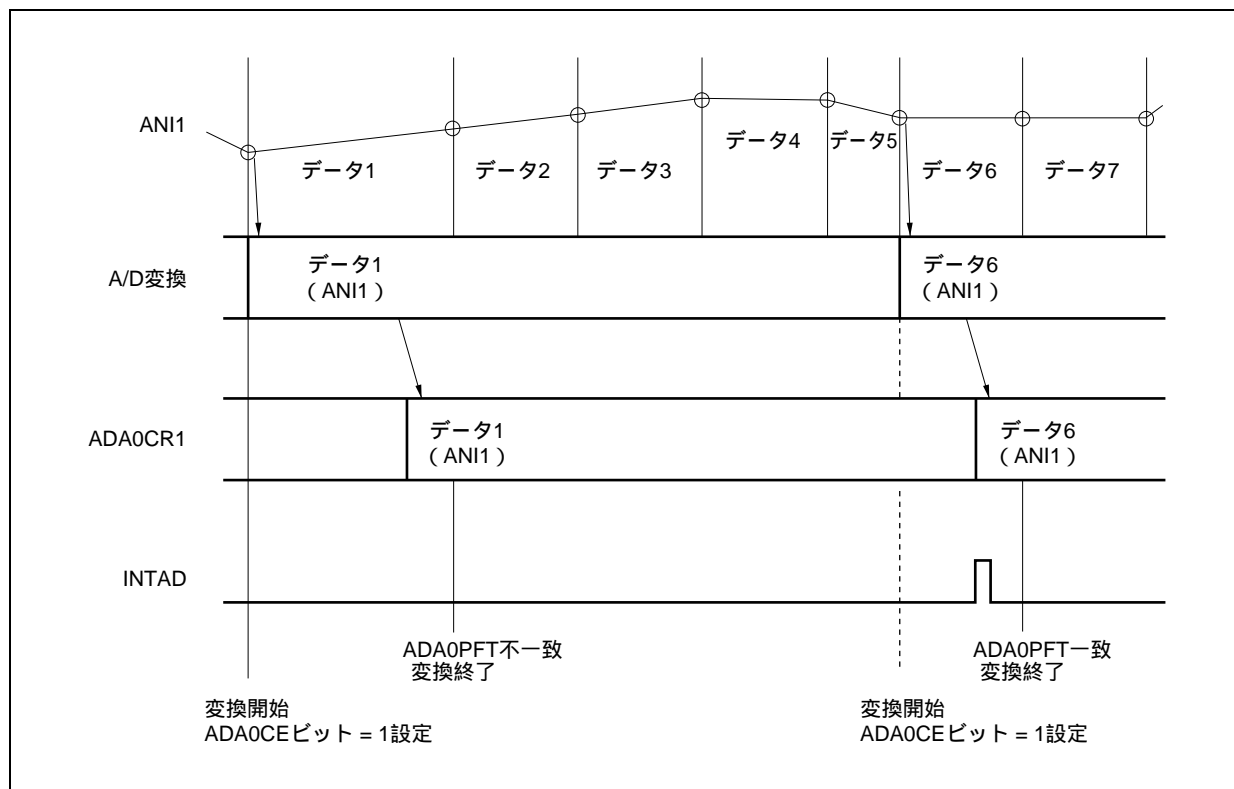 ANI1
データ1
データ2
データ3
データ4
データ5
データ6
データ7
A/D変換
データ1
（ANI1）
データ6
（ANI1）
ADA0CR1
データ1
（ANI1）
データ6
（ANI1）
INTAD
ADA0PFT不一致
変換終了
ADA0PFT一致
変換終了
変換開始
ADA0CEビット = 1設定
変換開始
ADA0CEビット = 1設定